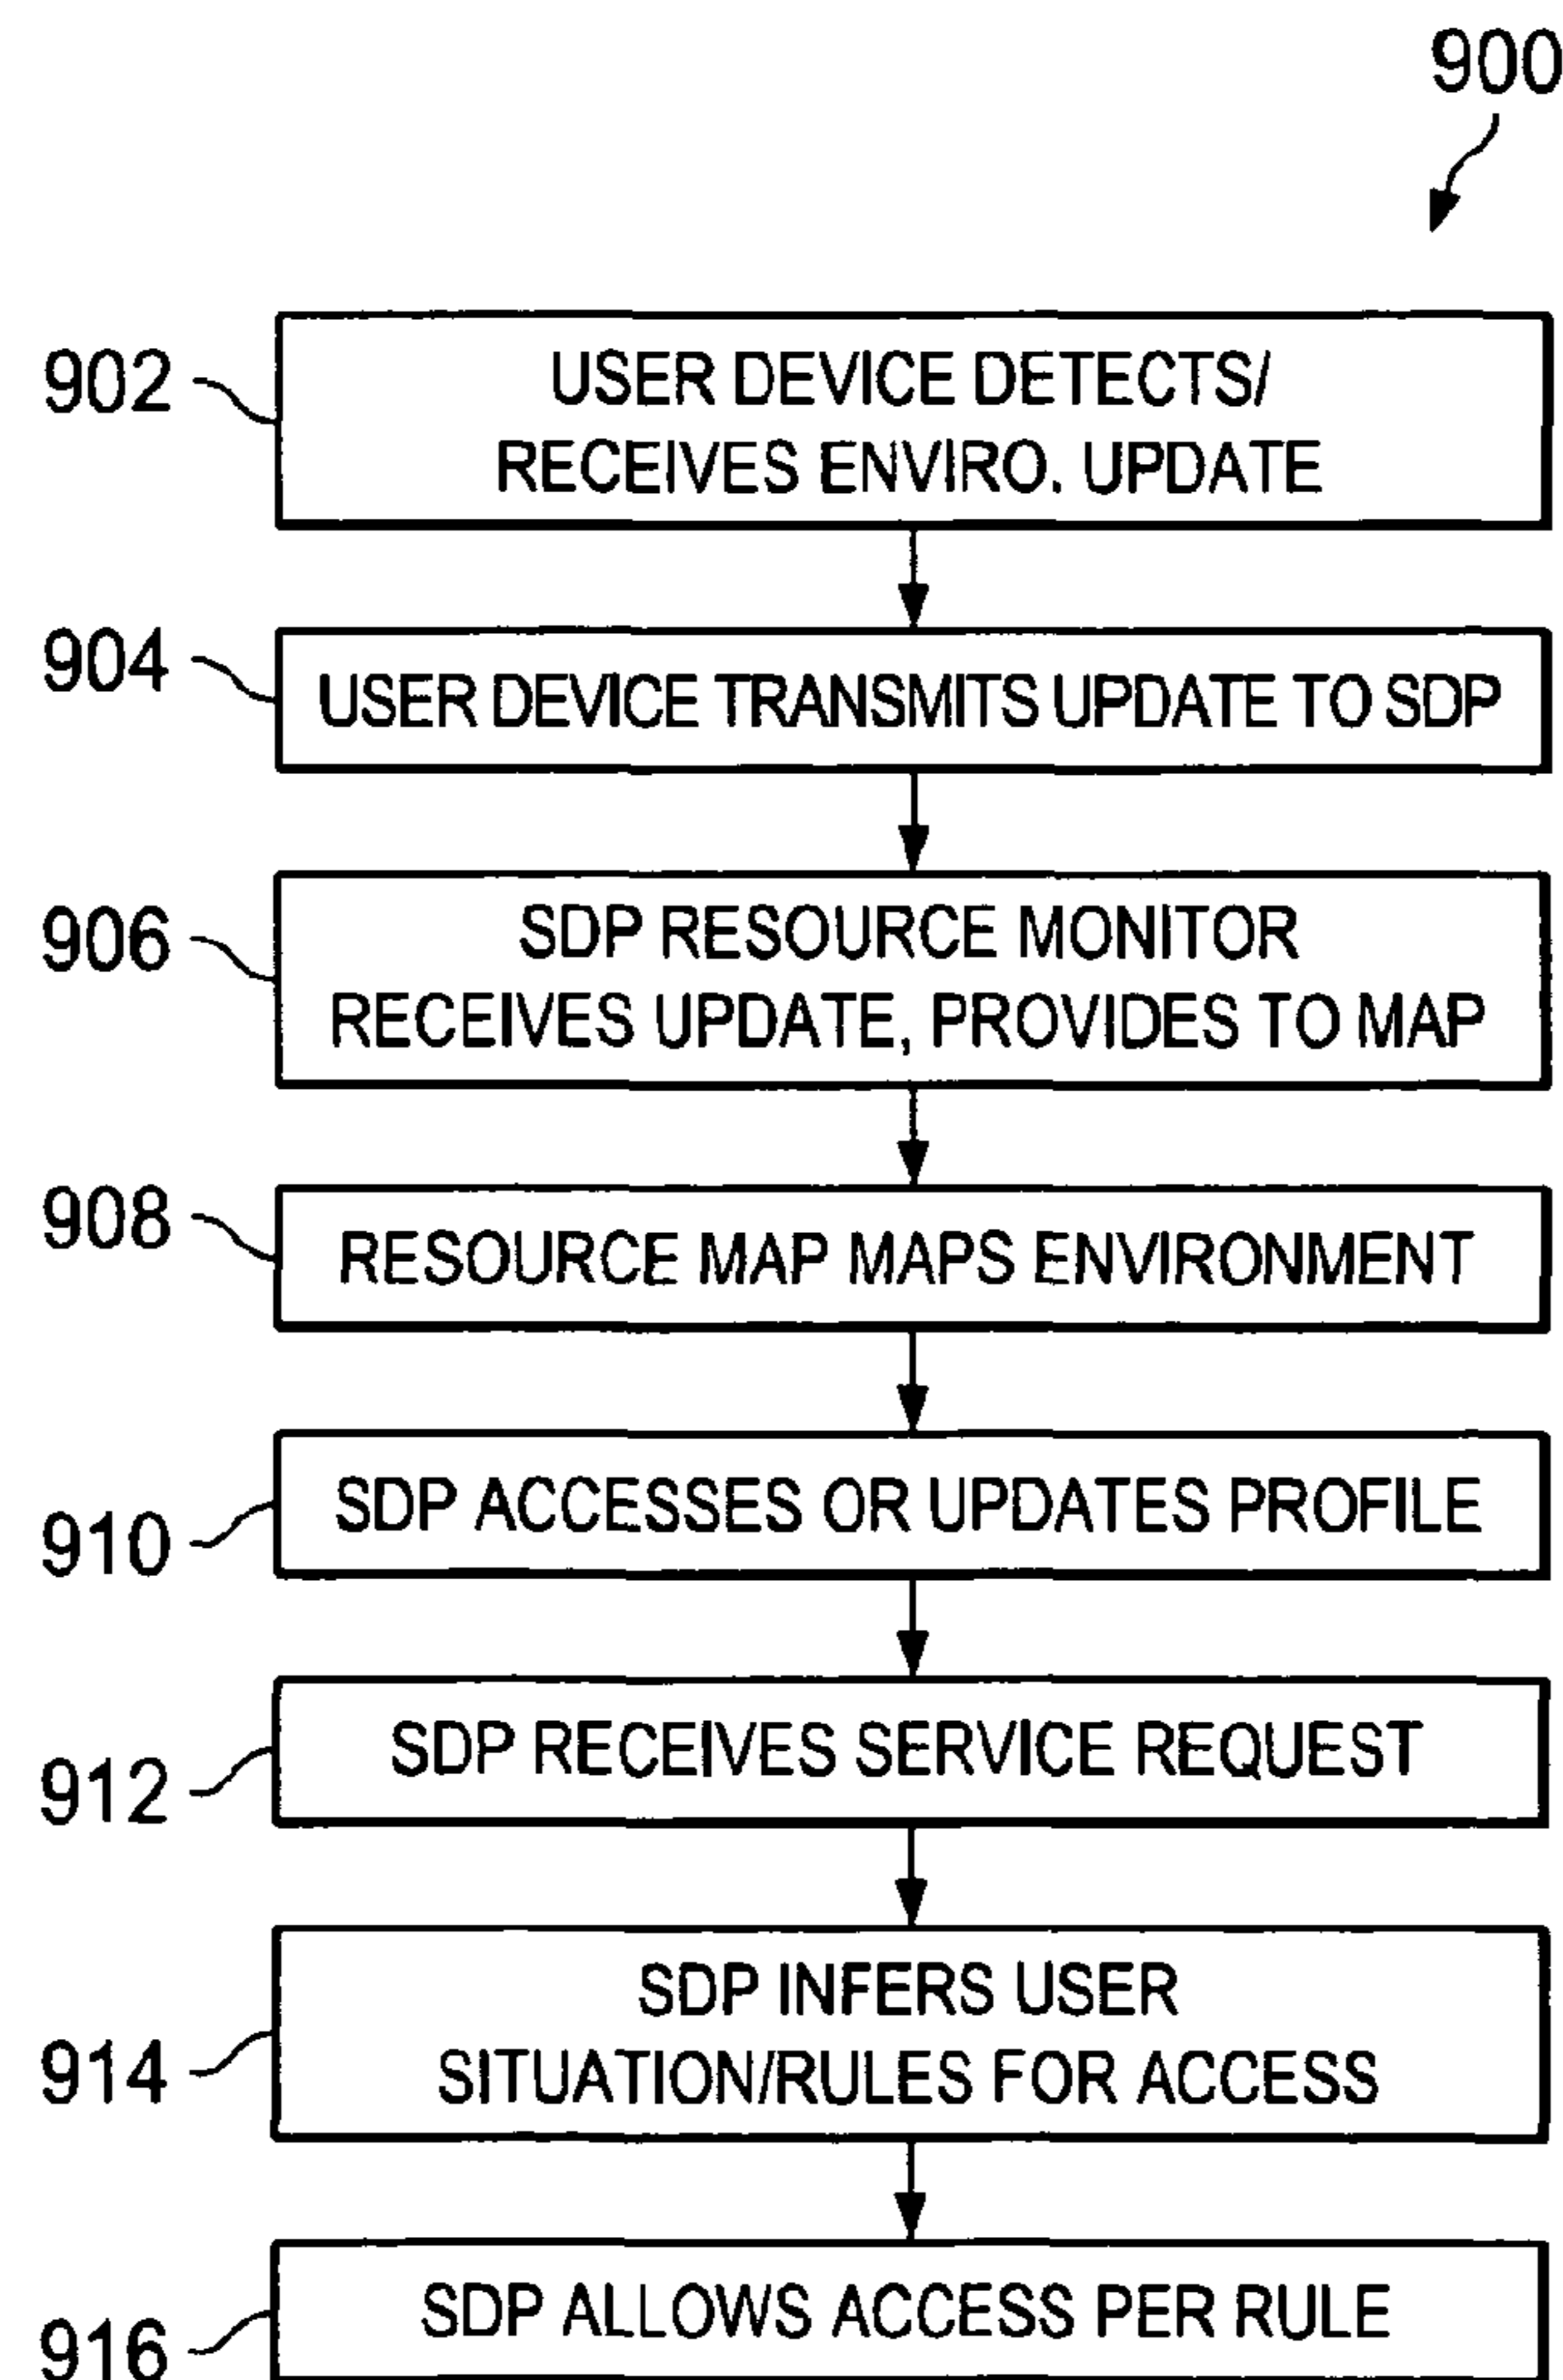 900
902
USER DEVICE DETECTS/
RECEIVES ENVIRO. UPDATE
904
USER DEVICE TRANSMITS UPDATE TO SDP
906
SDP RESOURCE MONITOR
RECEIVES UPDATE, PROVIDES TO MAP
908
RESOURCE MAP MAPS ENVIRONMENT
910
SDP ACCESSES OR UPDATES PROFILE
912
SDP RECEIVES SERVICE REQUEST
914
SDP INFERS USER
SITUATION/RULES FOR ACCESS
916
SDP ALLOWS ACCESS PER RULE